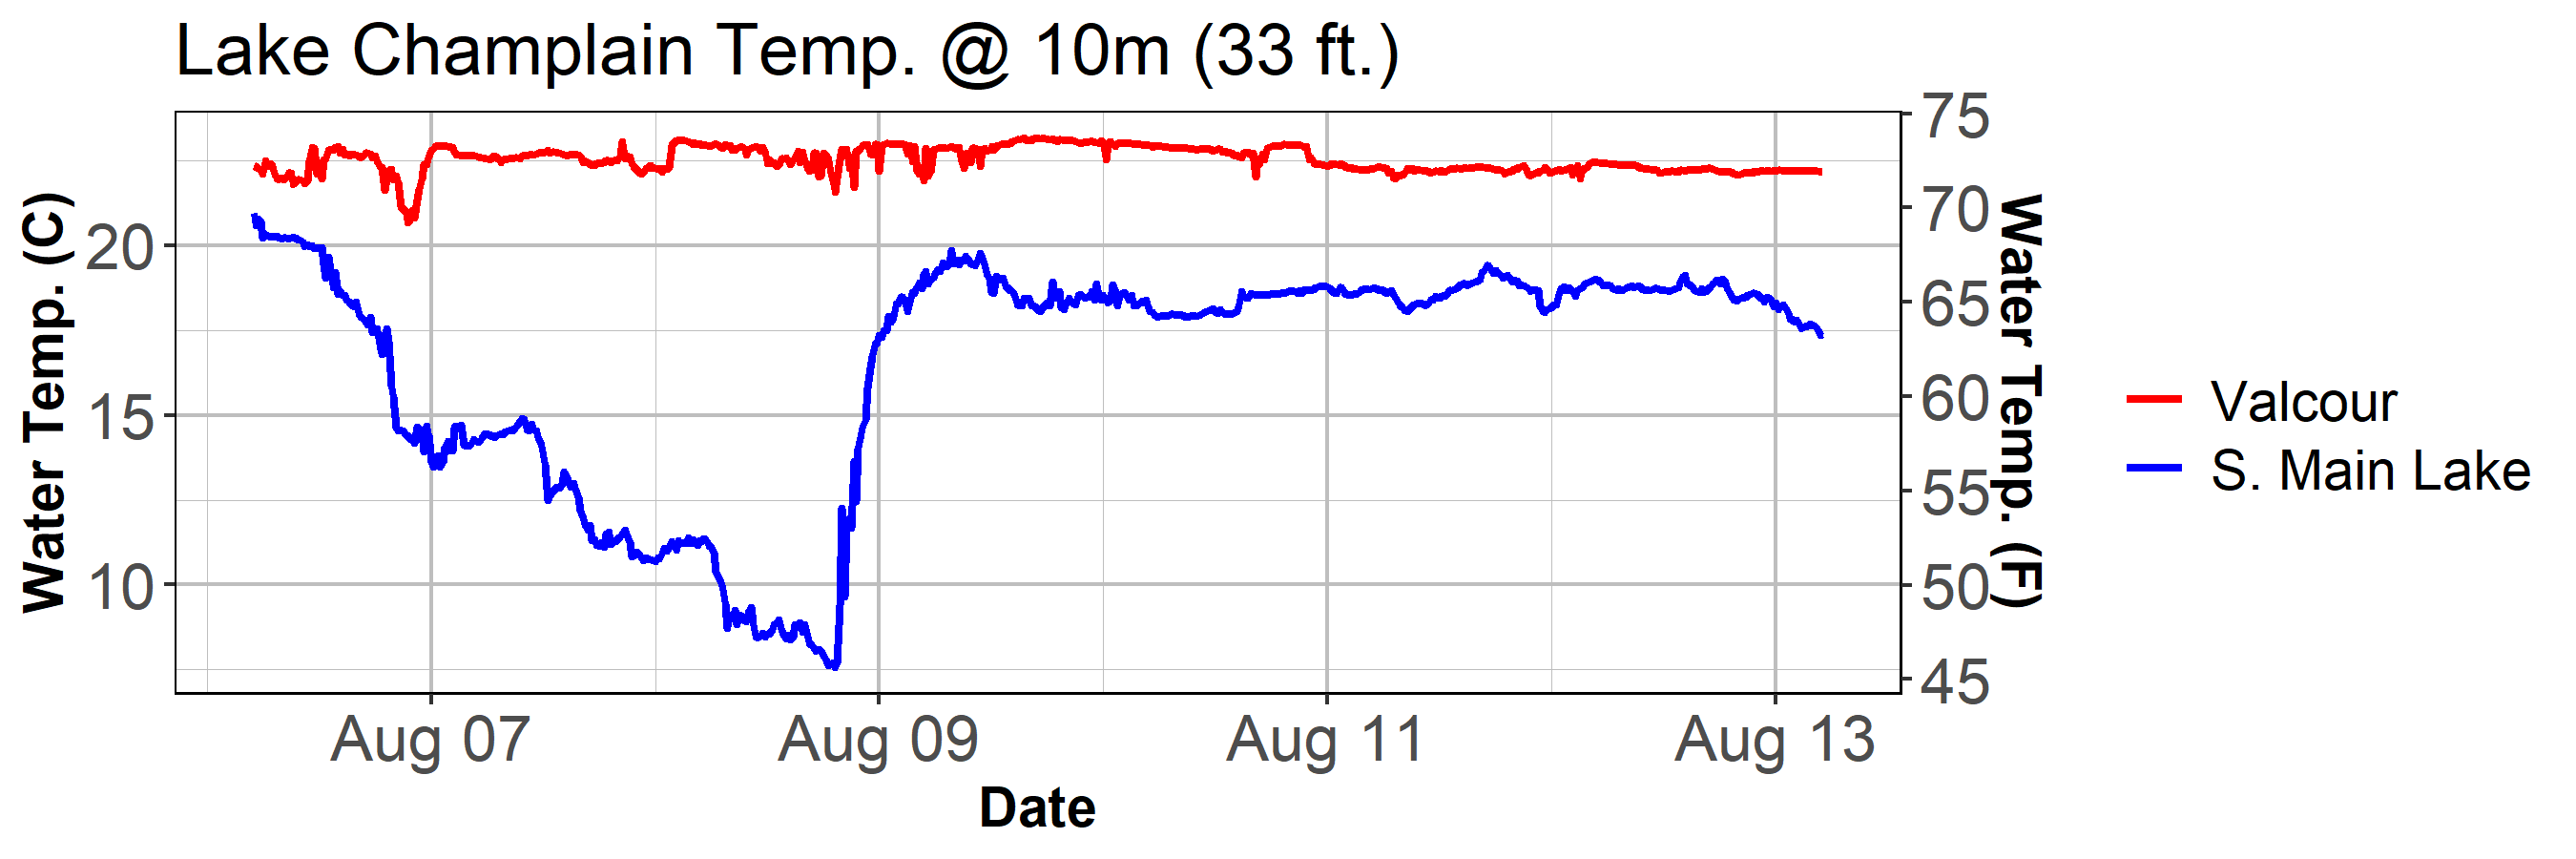 Lake Champlain Temp. @ 10m (33 ft.)
Water Temp. (C)
20
15
10
75
70
65
60
55
50
45
Water Temp. (F)
Aug 07
Aug 09
Aug 11
Aug 13
Date
Valcour
S. Main Lake